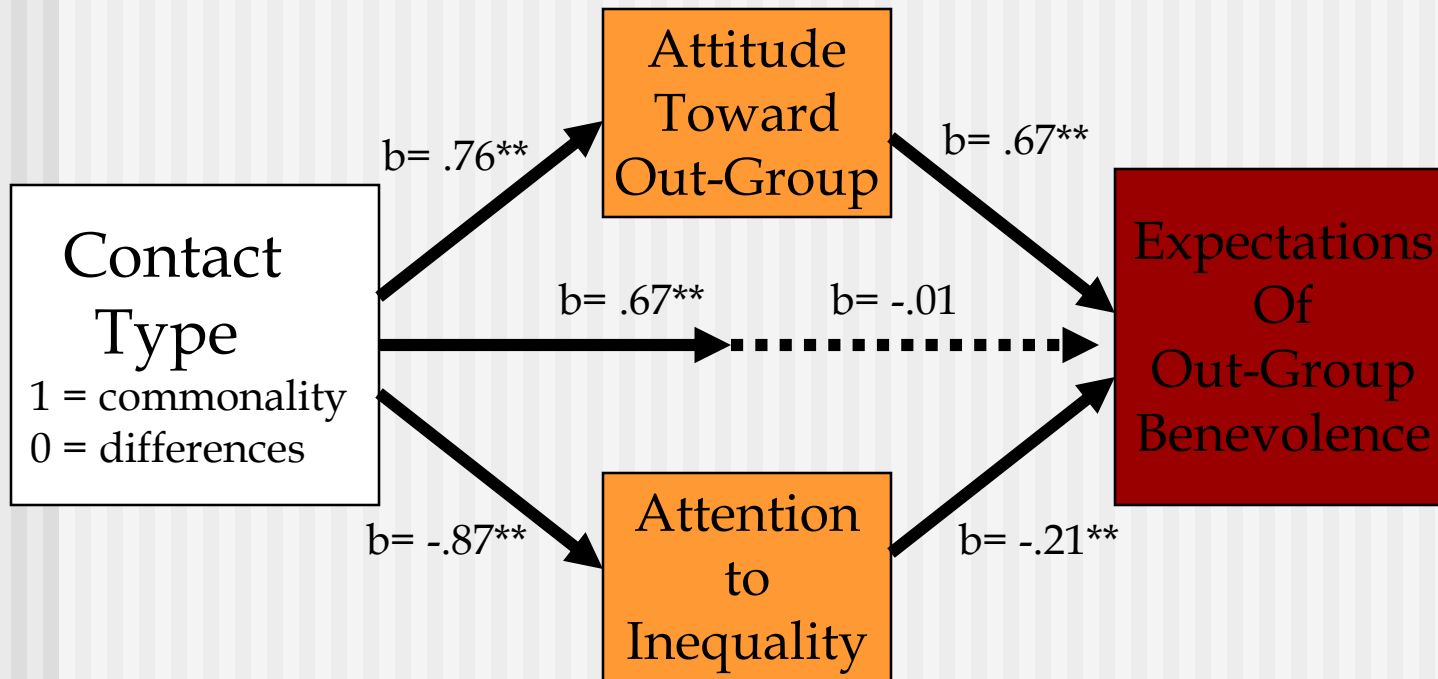 Attitude
Toward
Out-Group
b= .76**
b= .67**
Contact
Type
1 = commonality
0 = differences
b= .67**
b= -.01
Expectations
Of
Out-Group
Benevolence
b= -.87**
b= -.21**
Attention
to
Inequality